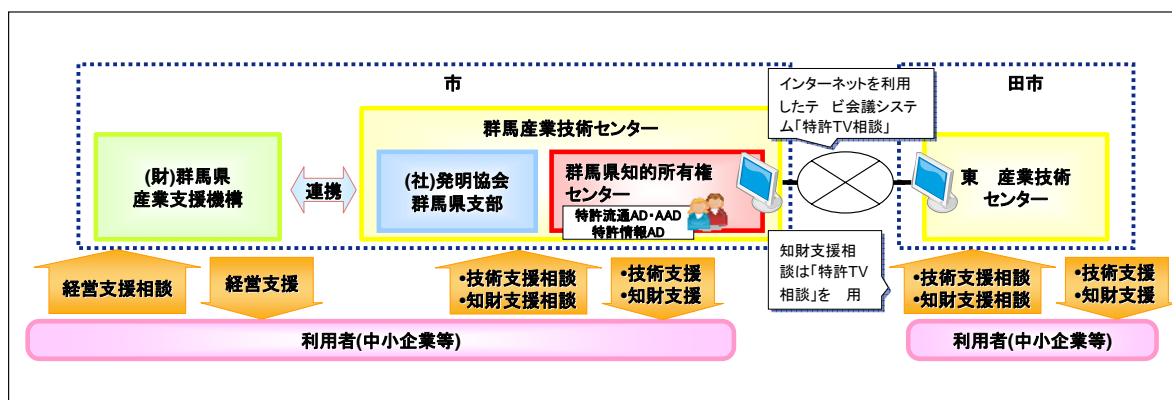 市
田市
インターネットを利用
したテ ビ会議システ
ム「特許TV相談」
群馬産業技術センター
(財)群馬県
産業支援機構
連携
(社)発明協会
群馬県支部
群馬県知的所有権
センター
特許流通AD・AAD
特許情報AD
東 産業技術
センター
知財支援相
談は「特許TV
相談」を 用
経営支援相談
経営支援
•技術支援相談
•知財支援相談
•技術支援
•知財支援
•技術支援相談
•知財支援相談
•技術支援
•知財支援
利用者(中小企業等)
利用者(中小企業等)